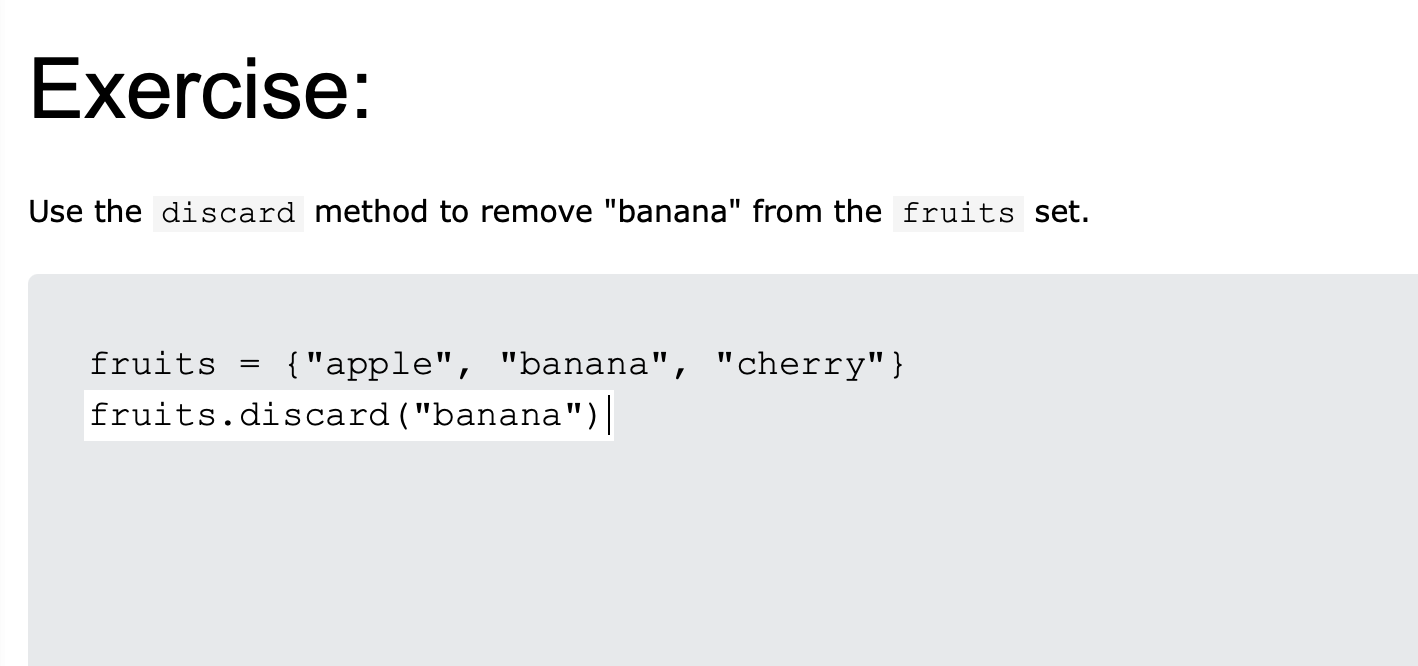 Exercise:
Use the discard method to remove "banana" from the fruits set.
fruits = {"apple", "banana", "cherry"}
fruits.discard("banana")